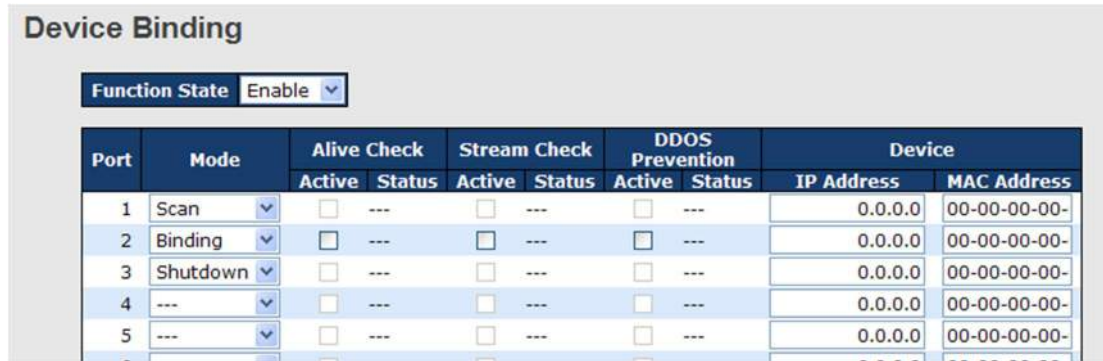 Device Binding
Function State Enable
Port Mode Alive Check Stream Check DDOS Prevention Device
Active Status Active Status Active Status IP Address MAC Address
1 Scan --- --- --- 0.0.0.0 00-00-00-00-
2 Binding --- --- --- 0.0.0.0 00-00-00-00-
3 Shutdown --- --- --- 0.0.0.0 00-00-00-00-
4 --- --- --- --- 0.0.0.0 00-00-00-00-
5 --- --- --- --- 0.0.0.0 00-00-00-00-